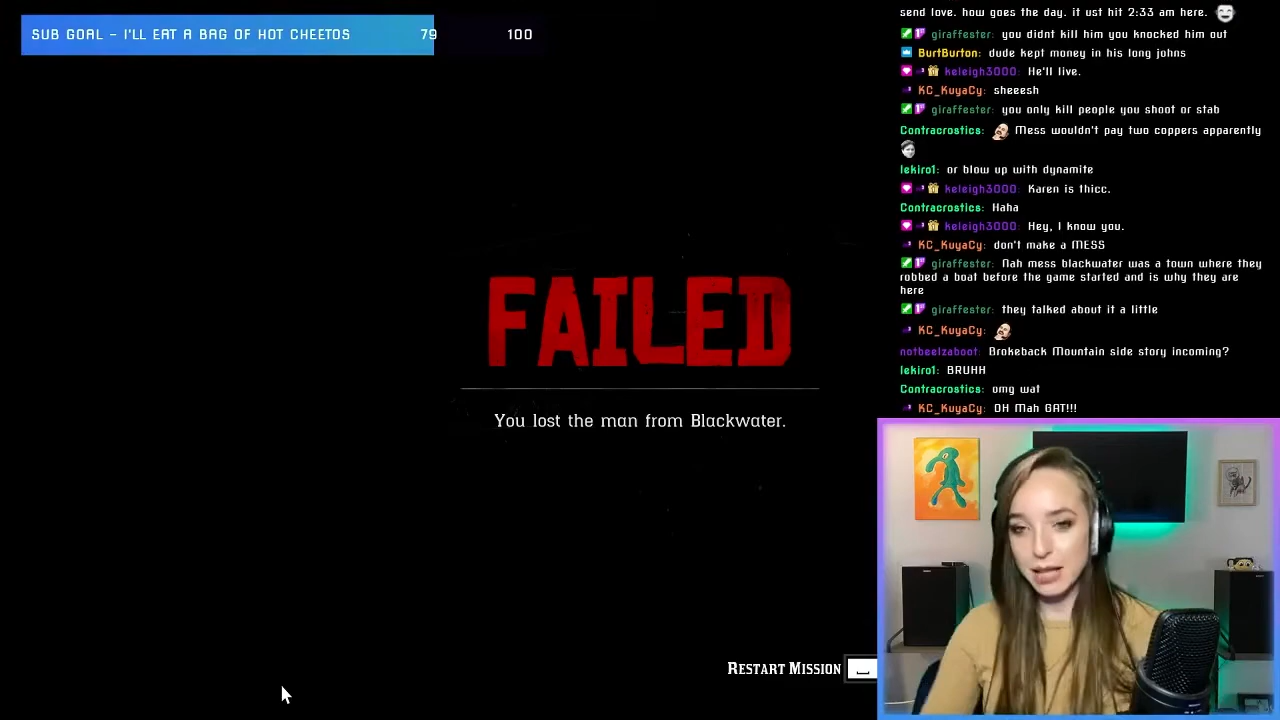 SUB GOAL - I'LL EAT A BAG OF HOT CHEETOS 79 100
FAILED
You lost the man from Blackwater.
RESTART MISSION
send love. how goes the day. it ust hit 2:33 am here.
giraffester: you didnt kill him you knocked him out
BurtBurton: dude kept money in his long johns
keleigh3000: He'll live.
KC_KuyaCy: sheeesh
giraffester: you only kill people you shoot or stab
Contracrostics: Mess wouldn't pay two coppers apparently
lekiro1: or blow up with dynamite
keleigh3000: Karen is thicc.
Contracrostics: Haha
keleigh3000: Hey, I know you.
KC_KuyaCy: don't make a MESS
giraffester: Nah mess blackwater was a town where they
robbed a boat before the game started and is why they are
here
giraffester: they talked about it a little
KC_KuyaCy:
notbeelzaboot: Brokeback Mountain side story incoming?
lekiro1: BRUHH
Contracrostics: omg wat
KC_KuyaCy: OH Mah GAT!!!